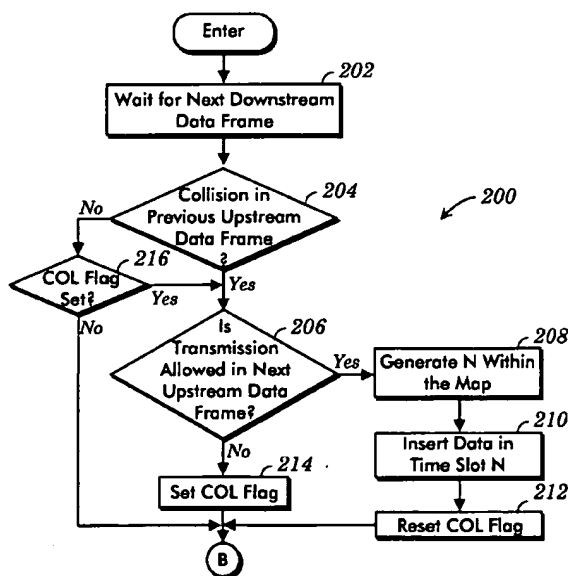 Enter
202
Wait for Next Downstream
Data Frame
204
Collision in
Previous Upstream
Data Frame
?
200
No
Yes
216
COL Flag
Set?
Yes
No
206
Is
Transmission
Allowed in Next
Upstream Data
Frame?
Yes
No
208
Generate N Within
the Map
210
Insert Data in
Time Slot N
212
Reset COL Flag
214
Set COL Flag
B